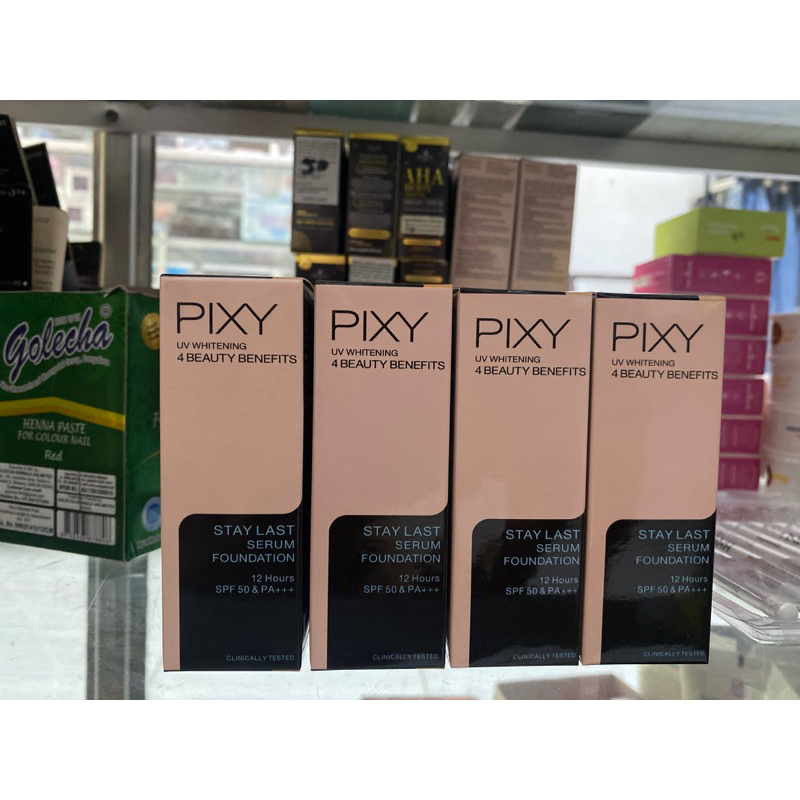 Golecha
HENNA PASTE
FOR COLOUR NAIL
Red
AHA
PIXY
UV WHITENING
4 BEAUTY BENEFITS
STAY LAST
SERUM
FOUNDATION
12 Hours
SPF 50 & PA+++
CLINICALLY TESTED
PIXY
UV WHITENING
4 BEAUTY BENEFITS
STAY LAST
SERUM
FOUNDATION
12 Hours
SPF 50 & PA+++
CLINICALLY TESTED
PIXY
UV WHITENING
4 BEAUTY BENEFITS
STAY LAST
SERUM
FOUNDATION
12 Hours
SPF 50 & PA+++
CLINICALLY TESTED
PIXY
UV WHITENING
4 BEAUTY BENEFITS
STAY LAST
SERUM
FOUNDATION
12 Hours
SPF 50 & PA+++
CLINICALLY TESTED